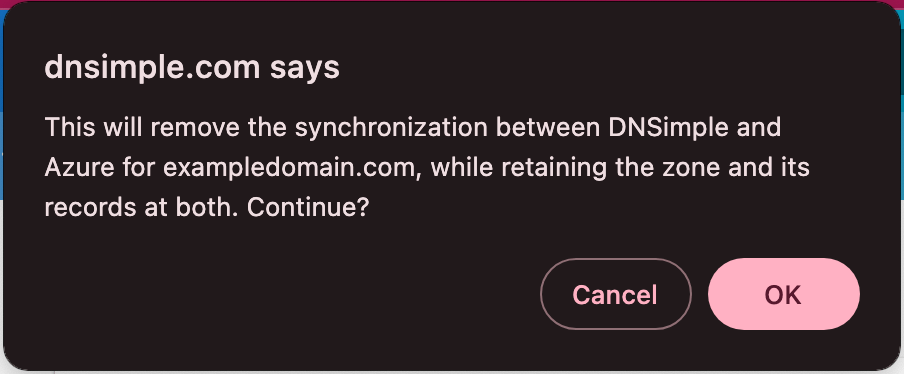 dnsimple.com says
This will remove the synchronization between DNSimple and
Azure for exampledomain.com, while retaining the zone and its
records at both. Continue?
Cancel
OK